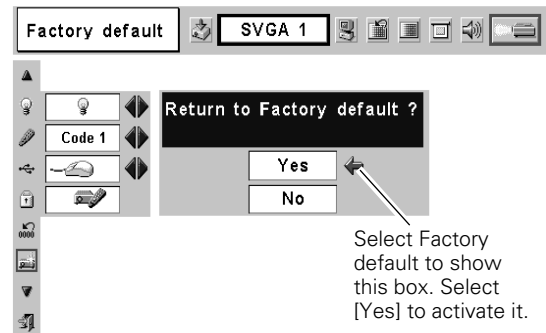 Factory default
SVGA 1
Return to Factory default ?
Code 1
Yes
No
0000
Select Factory
default to show
this box. Select
[Yes] to activate it.